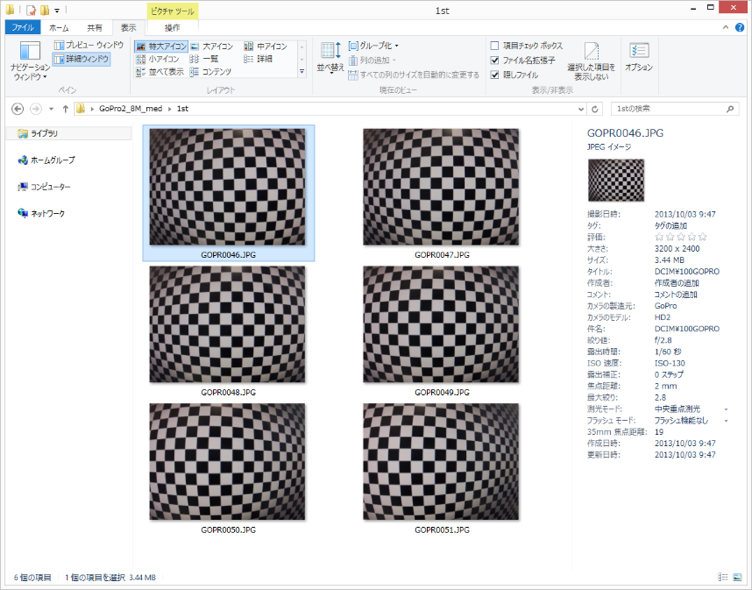 ピクチャ ツール
1st
ファイル
ホーム
共有
表示
操作
ナビゲーション
ウィンドウ
プレビュー ウィンドウ
詳細ウィンドウ
ペイン
特大アイコン
大アイコン
中アイコン
小アイコン
一覧
詳細
並べて表示
コンテンツ
レイアウト
並べ替え
グループ化
列の追加
すべての列のサイズを自動的に変更する
現在のビュー
項目チェック ボックス
ファイル名拡張子
隠しファイル
選択した項目を
表示しない
表示/非表示
オプション
GoPro2_8M_med
1st
1stの検索
ライブラリ
ホームグループ
コンピューター
ネットワーク
GOPR0046.JPG
GOPR0047.JPG
GOPR0048.JPG
GOPR0049.JPG
GOPR0050.JPG
GOPR0051.JPG
GOPR0046.JPG
JPEG イメージ
撮影日時: 2013/10/03 9:47
タグ: タグの追加
評価:
大きさ: 3200 x 2400
サイズ: 3.44 MB
タイトル: DCIM¥100GOPRO
作成者: 作成者の追加
コメント: コメントの追加
カメラの製造元: GoPro
カメラのモデル: HD2
件名: DCIM¥100GOPRO
絞り値: f/2.8
露出時間: 1/60 秒
ISO 速度: ISO-130
露出補正: 0 ステップ
焦点距離: 2 mm
最大絞り: 2.8
測光モード: 中央重点測光
フラッシュ モード: フラッシュ機能なし
35mm 焦点距離: 19
作成日時: 2013/10/03 9:47
更新日時: 2013/10/03 9:47
6 個の項目 1 個の項目を選択 3.44 MB